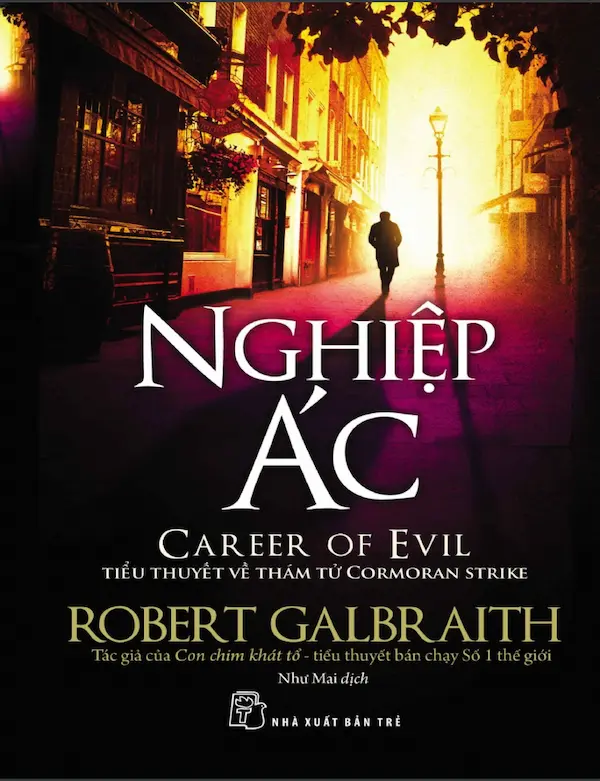 NGHIỆP
ÁC
CAREER OF EVIL
TIỂU THUYẾT VỀ THÁM TỬ CORMORAN STRIKE
ROBERT GALBRAITH
Tác giả của Con chim khát tổ - tiểu thuyết bán chạy Số 1 thế giới
Như Mai dịch
NHÀ XUẤT BẢN TRẺ